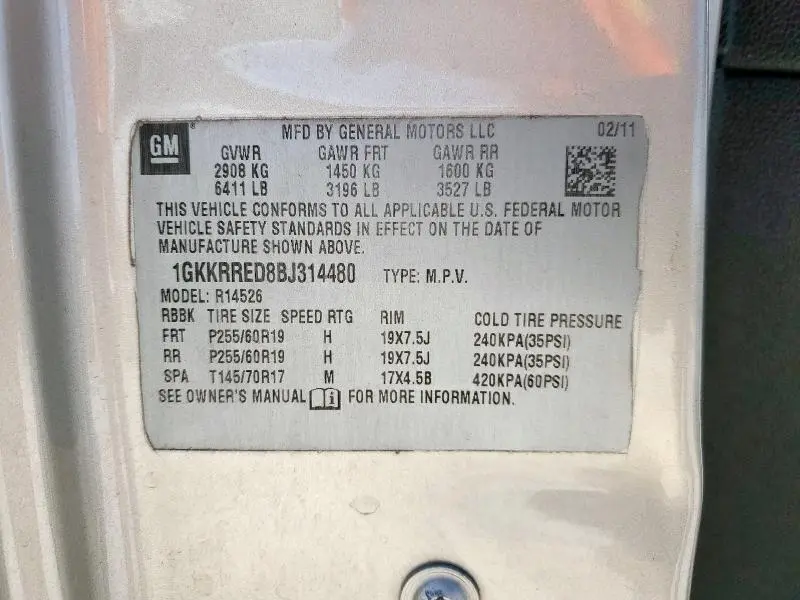 GM ® MFD BY GENERAL MOTORS LLC 02/11
GVWR GAWR FRT GAWR RR
2908 KG 1450 KG 1600 KG
6411 LB 3196 LB 3527 LB
THIS VEHICLE CONFORMS TO ALL APPLICABLE U.S. FEDERAL MOTOR
VEHICLE SAFETY STANDARDS IN EFFECT ON THE DATE OF
MANUFACTURE SHOWN ABOVE.
1GKKRRED8BJ314480 TYPE: M.P.V.
MODEL: R14526
RBBK TIRE SIZE SPEED RTG RIM COLD TIRE PRESSURE
FRT P255/60R19 H 19X7.5J 240KPA(35PSI)
RR P255/60R19 H 19X7.5J 240KPA(35PSI)
SPA T145/70R17 M 17X4.5B 420KPA(60PSI)
SEE OWNER'S MANUAL i FOR MORE INFORMATION.